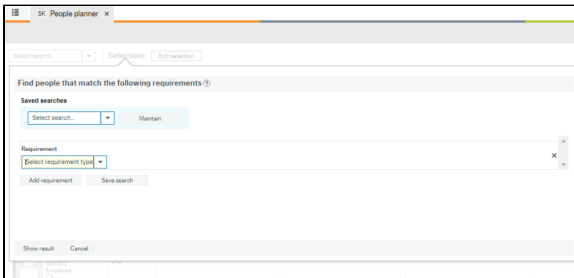 SK People planner ×
Select search... Selection: Edit selection
Find people that match the following requirements ?
Saved searches
Select search... Maintain
Requirement
Select requirement type
Add requirement Save search
Show result Cancel
Employee